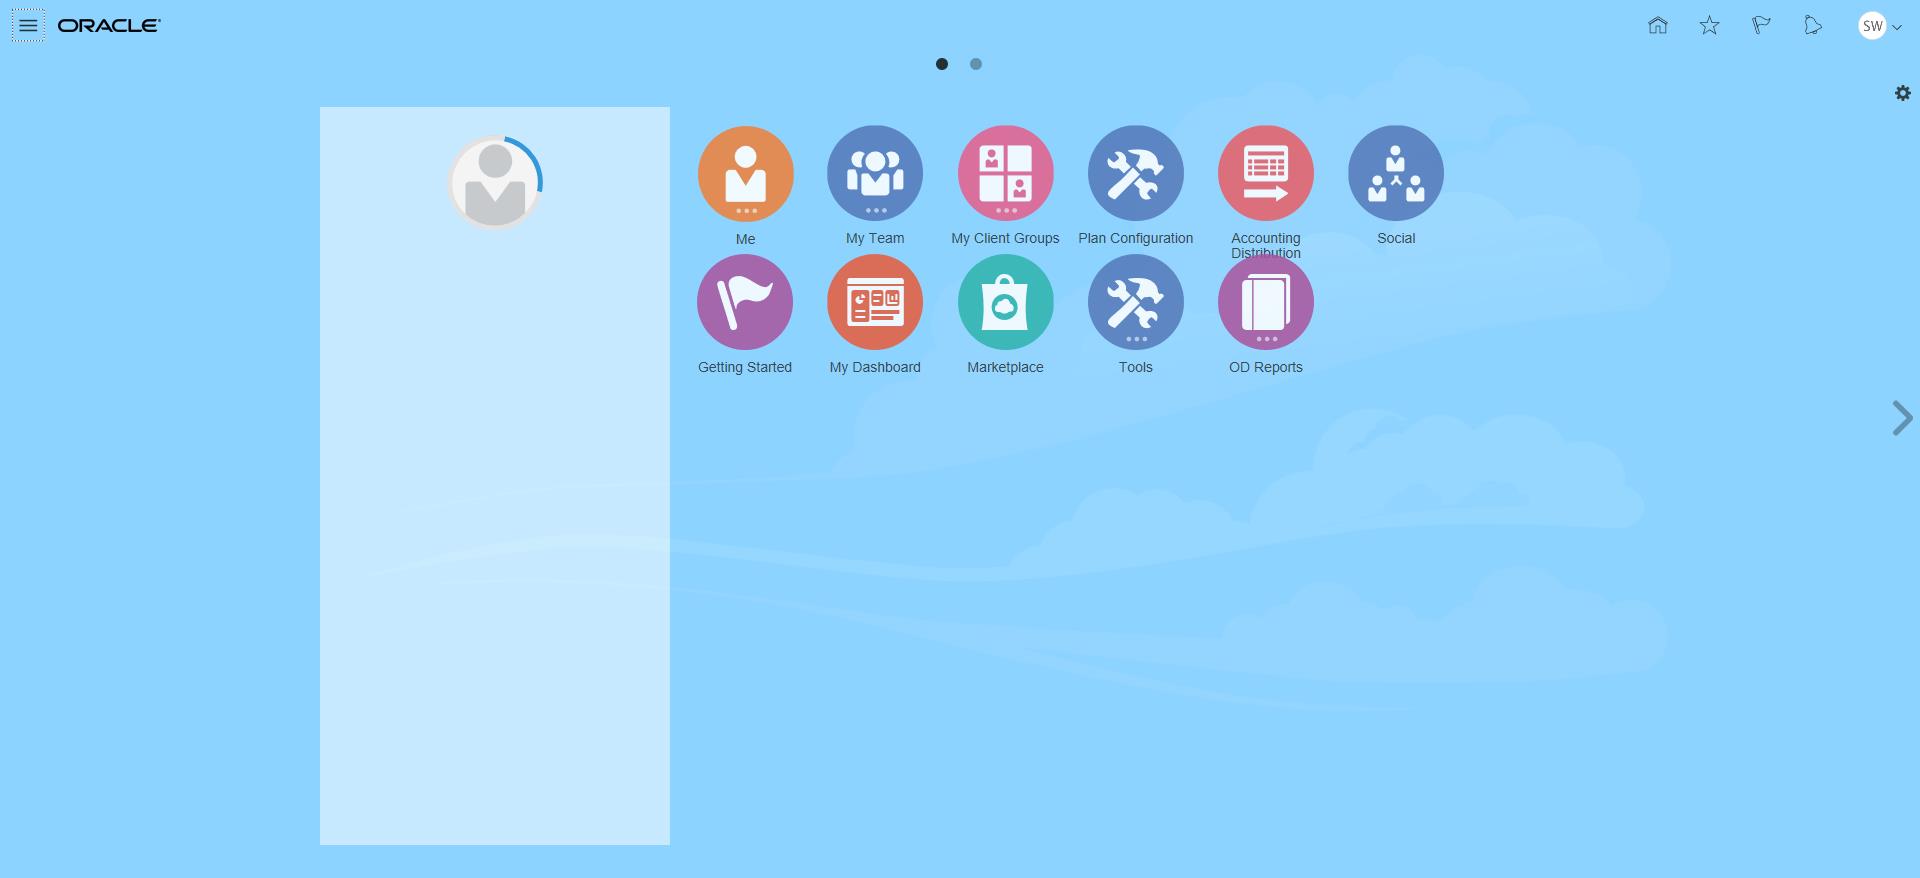 ORACLE
SW
Me
My Team
My Client Groups
Plan Configuration
Accounting
Distribution
Social
Getting Started
My Dashboard
Marketplace
Tools
OD Reports